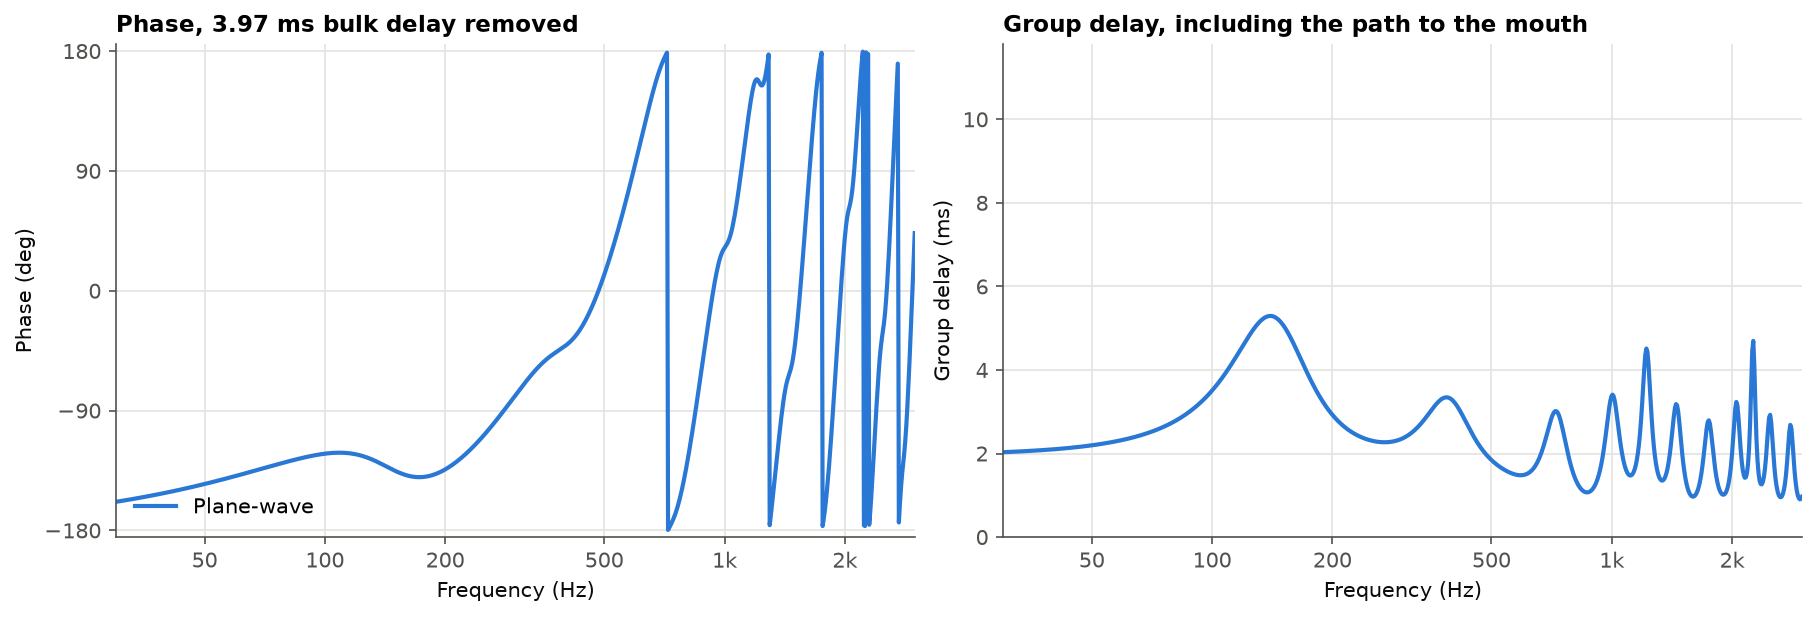 Phase, 3.97 ms bulk delay removed
Phase (deg)
180
90
0
−90
−180
Plane-wave
50 100 200 500 1k 2k
Frequency (Hz)
Group delay, including the path to the mouth
Group delay (ms)
10
8
6
4
2
0
50 100 200 500 1k 2k
Frequency (Hz)